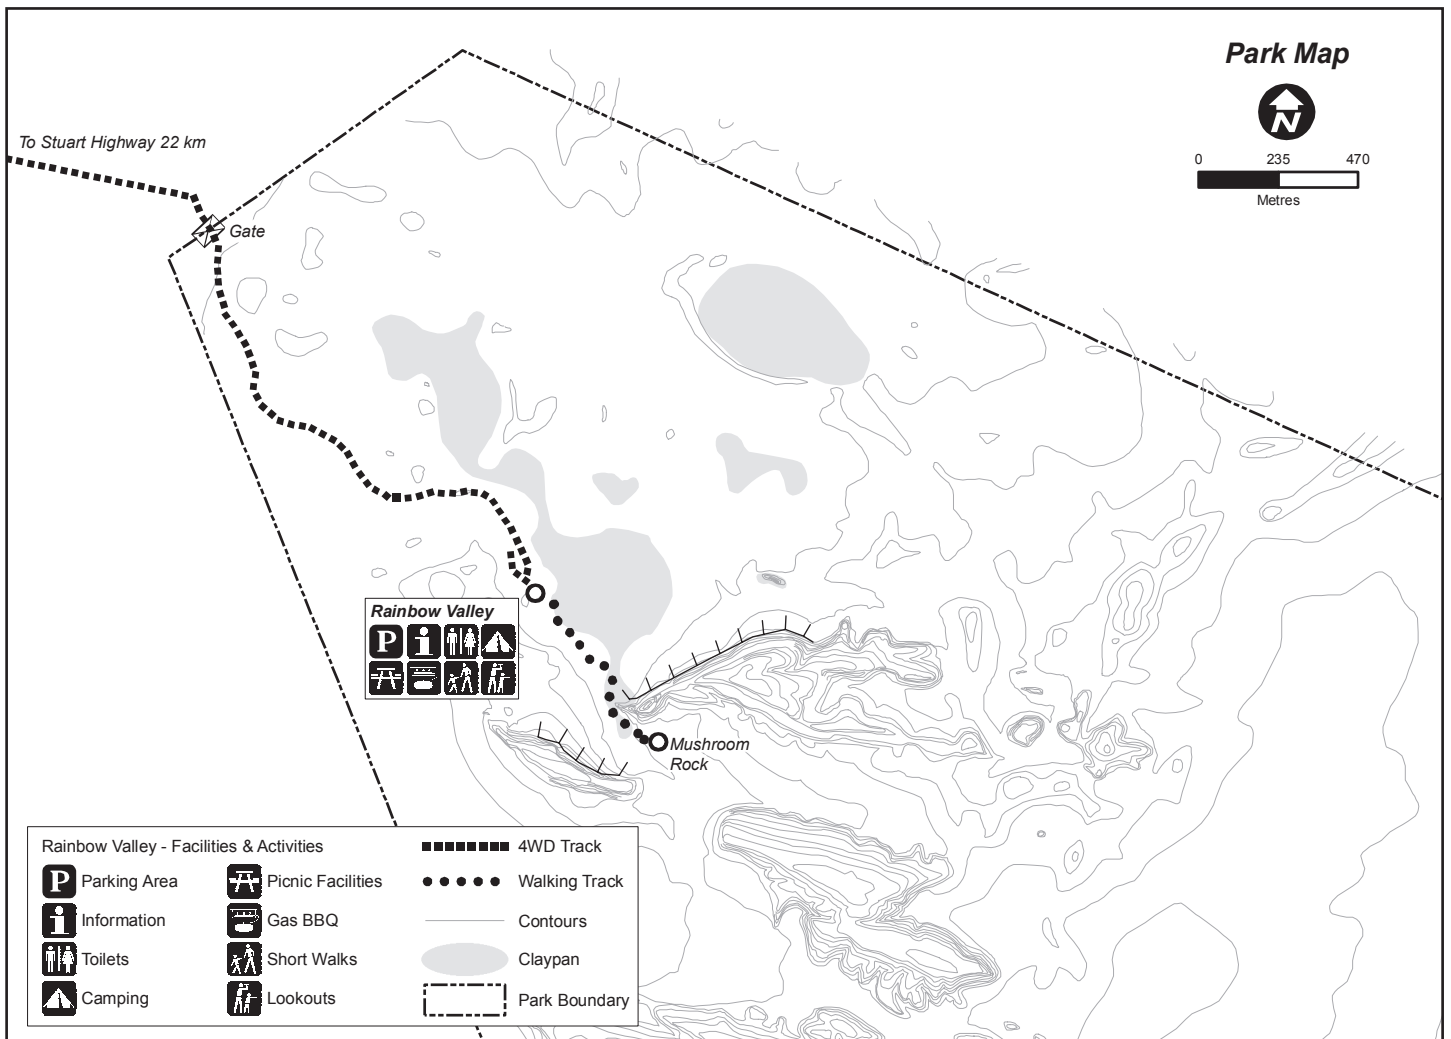 Park Map
N
To Stuart Highway 22 km
0 235 470
Metres
Gate
Rainbow Valley
P i
Mushroom
Rock
Rainbow Valley - Facilities & Activities
P Parking Area
i Information
Toilets
Camping
Picnic Facilities
Gas BBQ
Short Walks
Lookouts
4WD Track
Walking Track
Contours
Claypan
Park Boundary